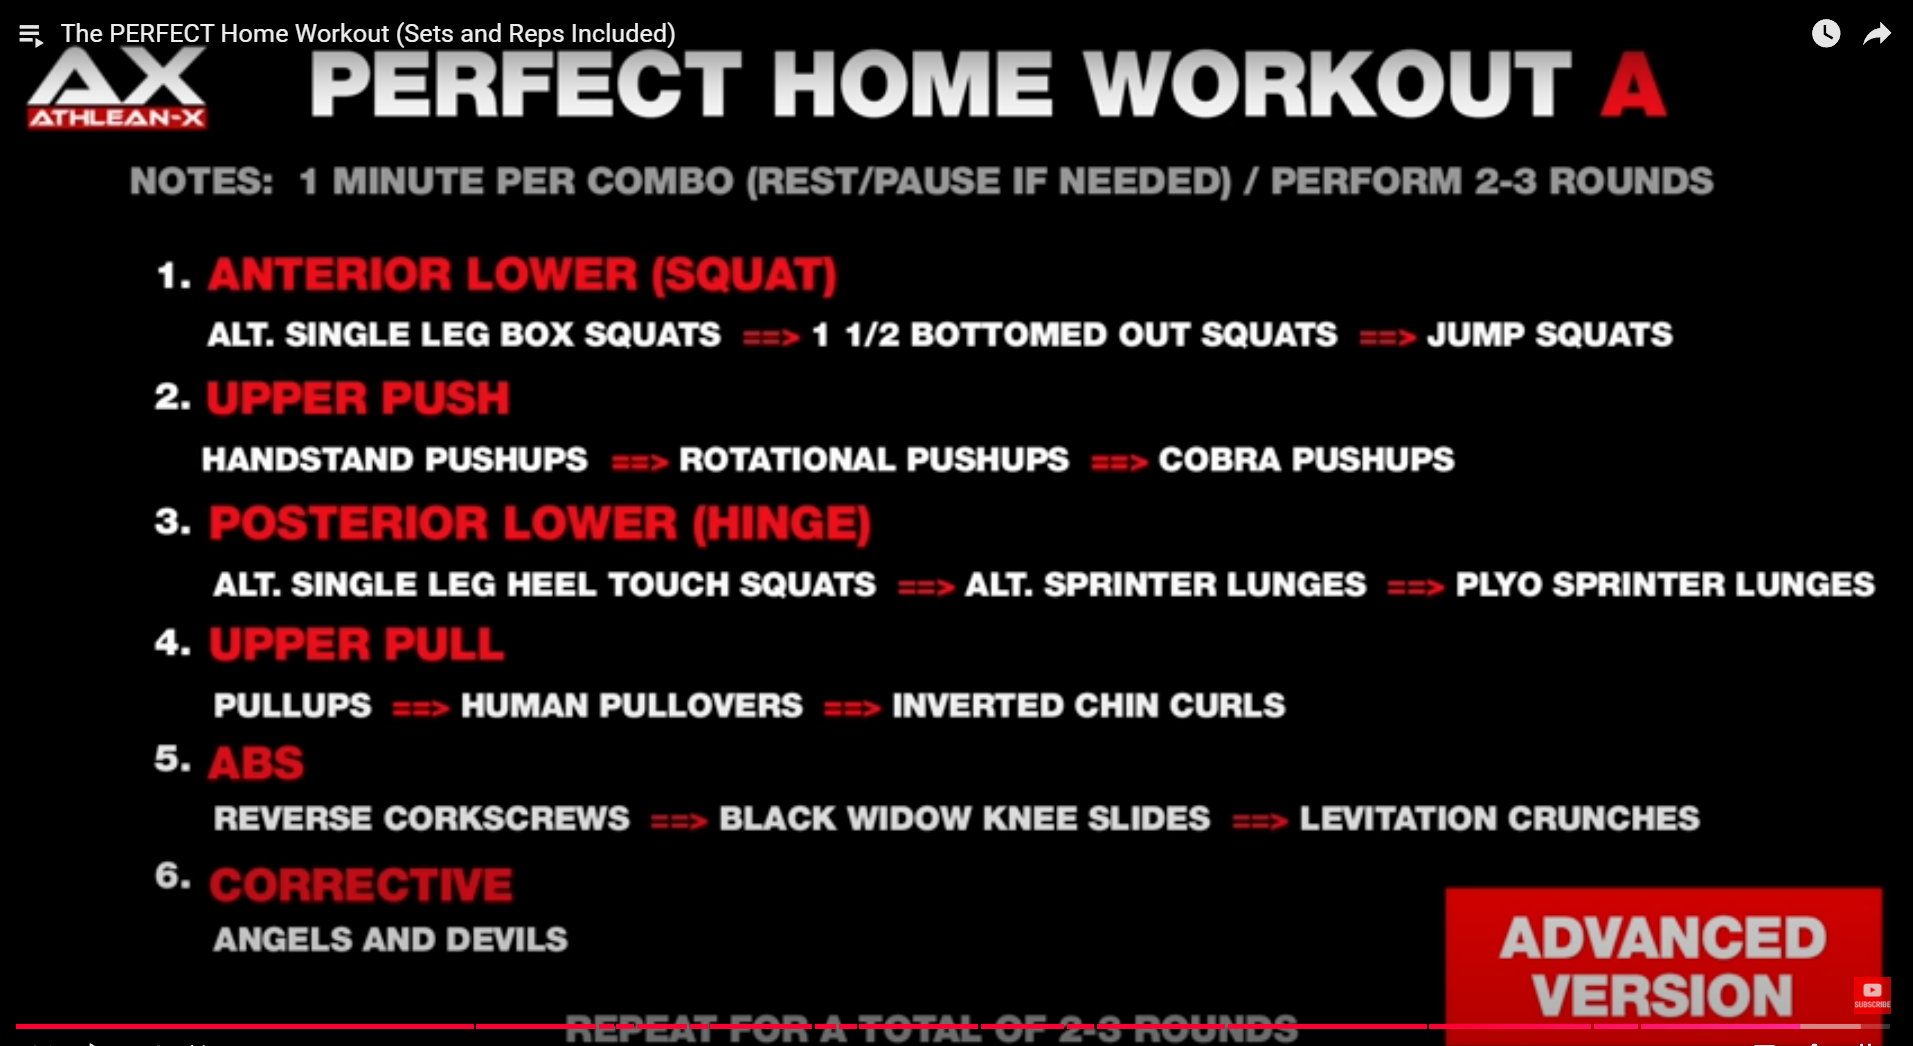 The PERFECT Home Workout (Sets and Reps Included)
AX
ATHLEAN-X
PERFECT HOME WORKOUT A
NOTES: 1 MINUTE PER COMBO (REST/PAUSE IF NEEDED) / PERFORM 2-3 ROUNDS
1. ANTERIOR LOWER (SQUAT)
ALT. SINGLE LEG BOX SQUATS ==> 1 1/2 BOTTOMED OUT SQUATS ==> JUMP SQUATS
2. UPPER PUSH
HANDSTAND PUSHUPS ==> ROTATIONAL PUSHUPS ==> COBRA PUSHUPS
3. POSTERIOR LOWER (HINGE)
ALT. SINGLE LEG HEEL TOUCH SQUATS ==> ALT. SPRINTER LUNGES ==> PLYO SPRINTER LUNGES
4. UPPER PULL
PULLUPS ==> HUMAN PULLOVERS ==> INVERTED CHIN CURLS
5. ABS
REVERSE CORKSCREWS ==> BLACK WIDOW KNEE SLIDES ==> LEVITATION CRUNCHES
6. CORRECTIVE
ANGELS AND DEVILS
ADVANCED
VERSION
SUBSCRIBE
REPEAT FOR A TOTAL OF 2-3 ROUNDS